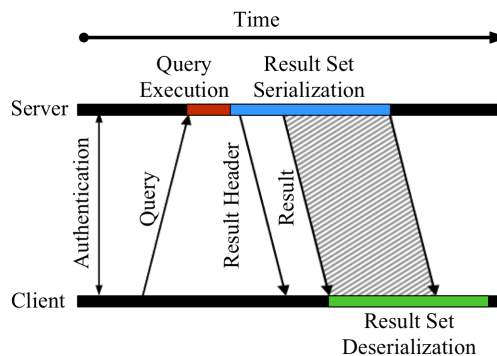 Time
Query
Execution
Result Set
Serialization
Server
Authentication
Query
Result Header
Result
Client
Result Set
Deserialization